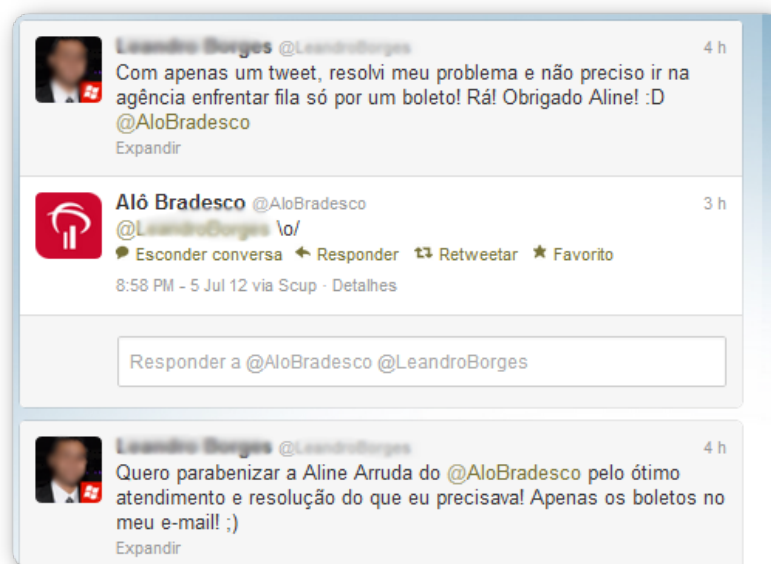 4 h
Com apenas um tweet, resolvi meu problema e não preciso ir na
agência enfrentar fila só por um boleto! Rá! Obrigado Aline! :D
@AloBradesco
Expandir
Alô Bradesco @AloBradesco 3 h
\o/
Esconder conversa Responder Retweetar Favorito
8:58 PM - 5 Jul 12 via Scup · Detalhes
Responder a @AloBradesco @LeandroBorges
4 h
Quero parabenizar a Aline Arruda do @AloBradesco pelo ótimo
atendimento e resolução do que eu precisava! Apenas os boletos no
meu e-mail! ;)
Expandir